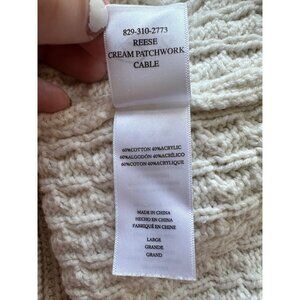 829-310-2773
REESE
CREAM PATCHWORK
CABLE
60%COTTON 40%ACRYLIC
60%ALGODÓN 40%ACRÍLICO
60%COTON 40%ACRYLIQUE
MADE IN CHINA
HECHO EN CHINA
FABRIQUÉ EN CHINE
LARGE
GRANDE
GRAND